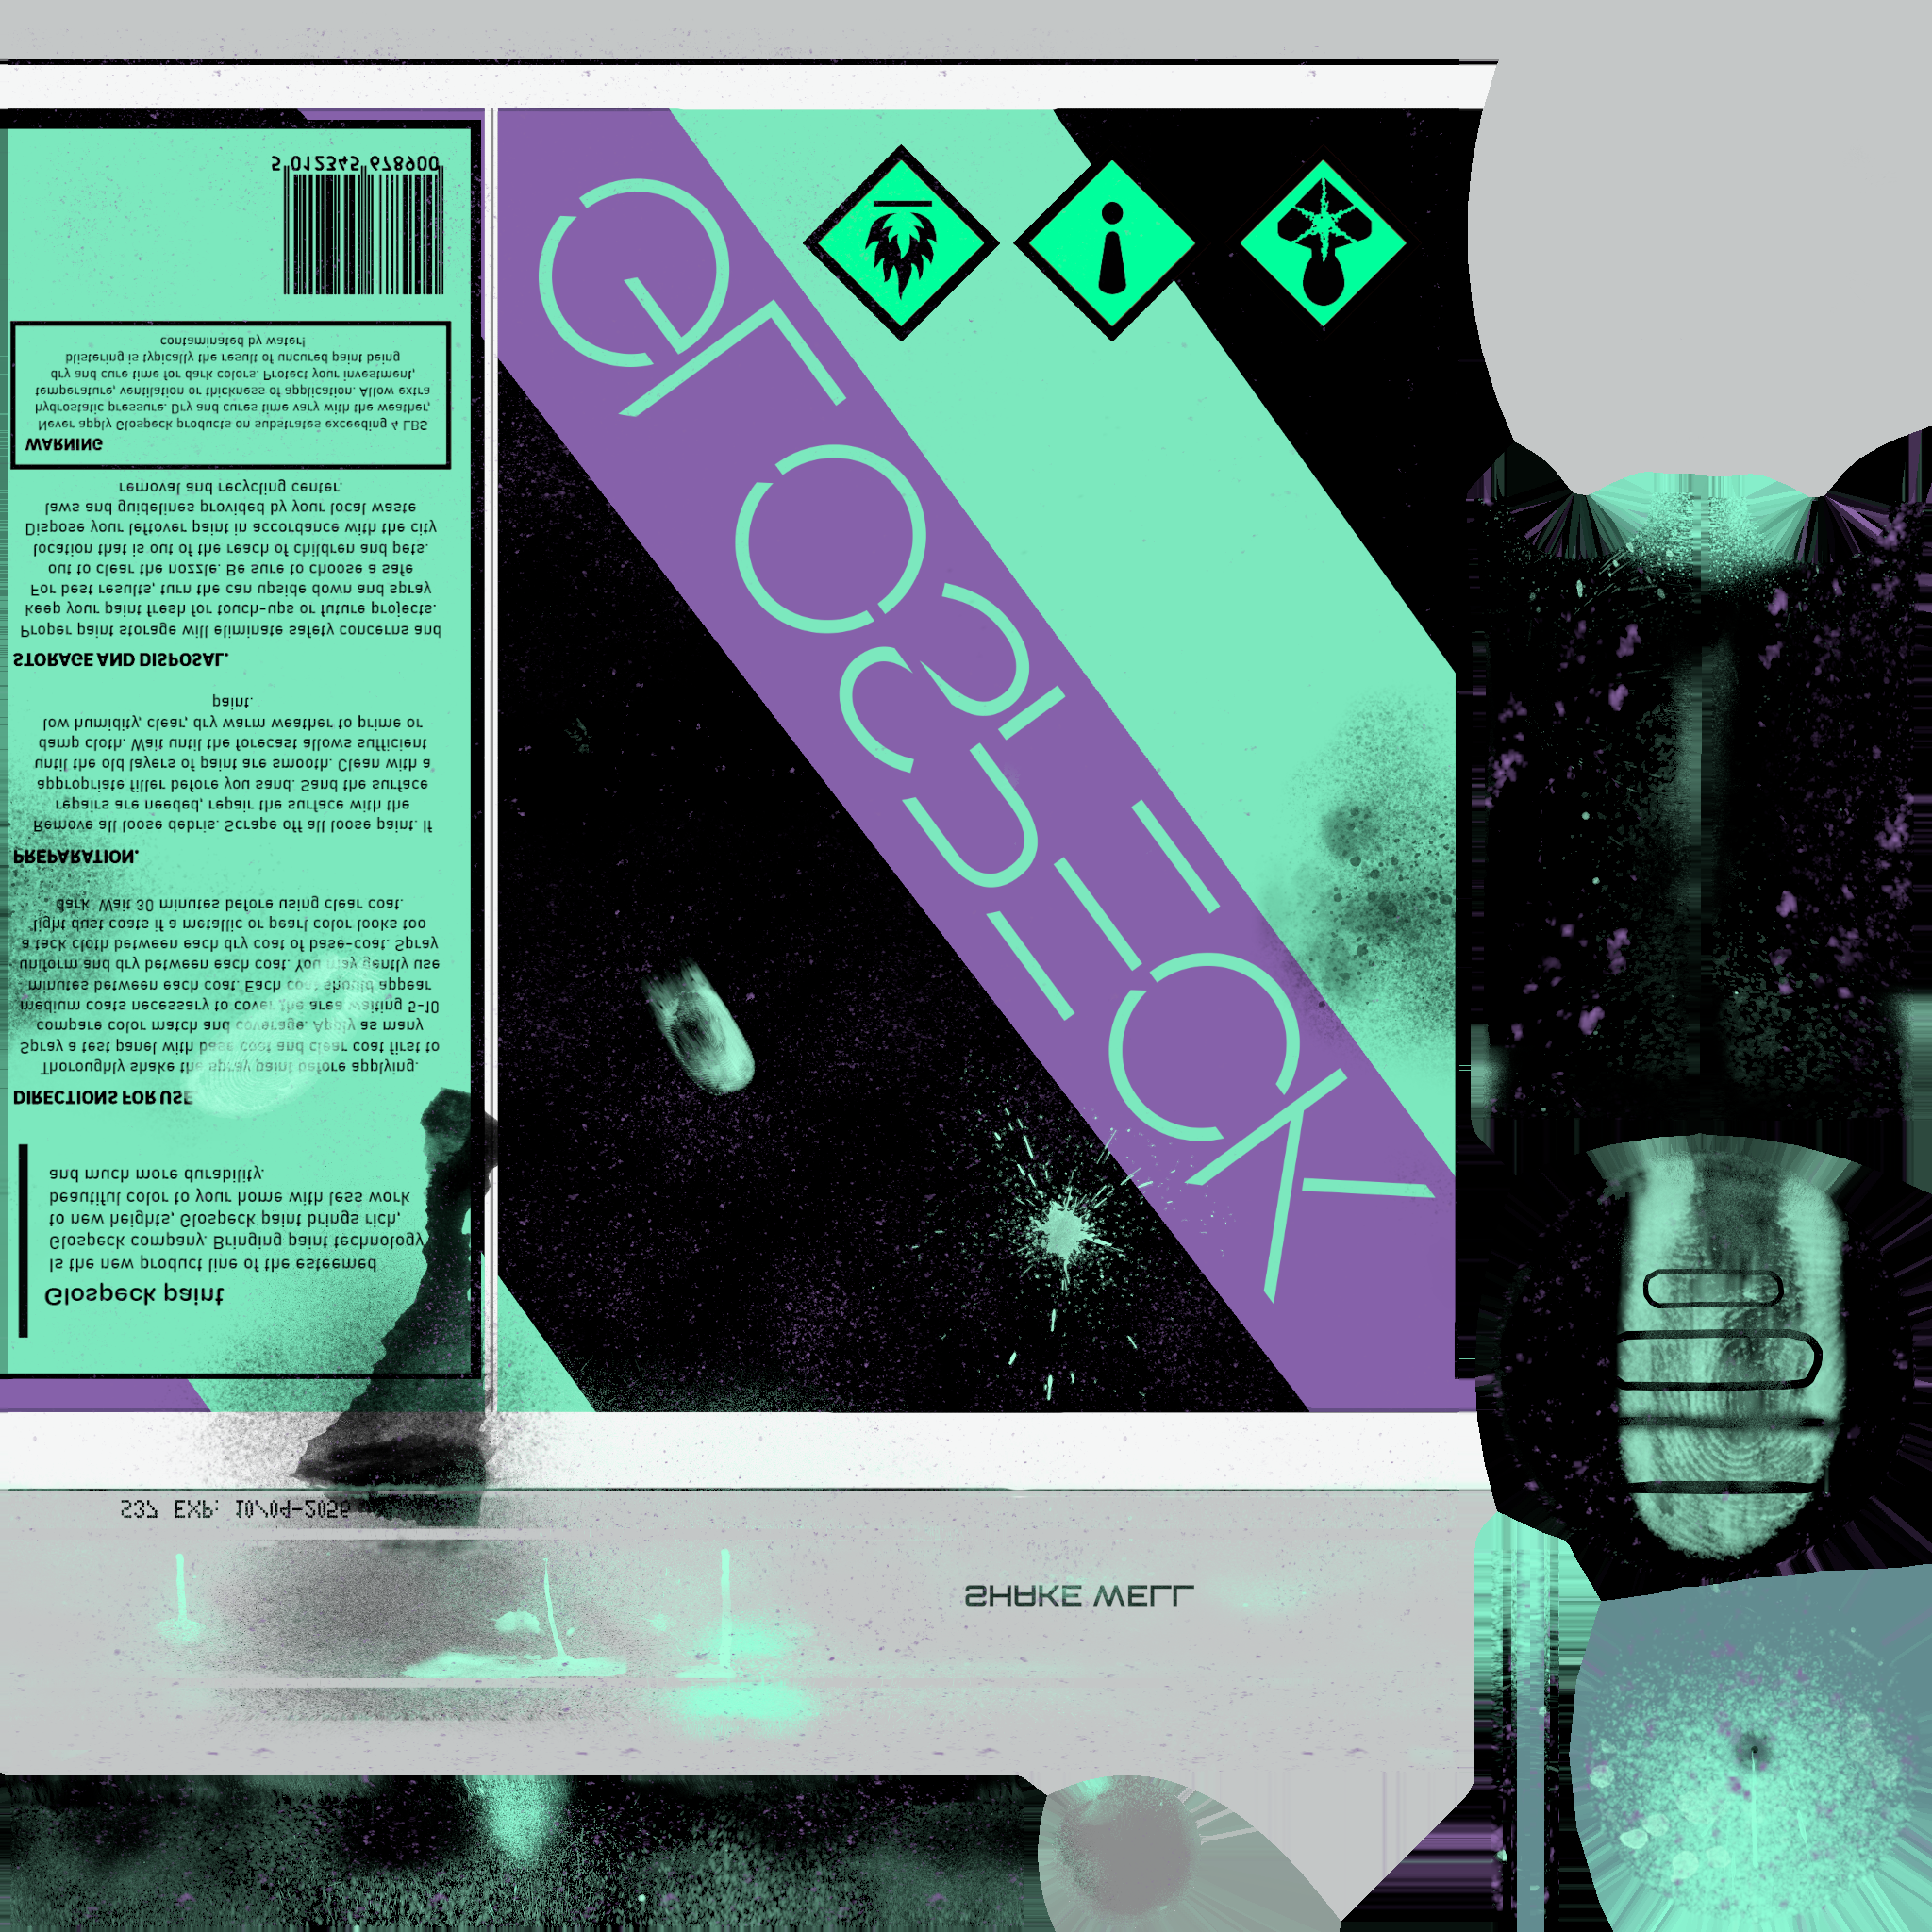 SHAKE WELL
237 EXP: 10/04-2056
Glospeck paint
Is the new product line of the esteemed
Glospeck company. Bringing paint technology
to new heights, Glospeck paint brings rich,
beautiful color to your home with less work
and much more durability.
DIRECTIONS FOR USE
Thoroughly shake the spray paint before applying.
Spray a test panel with base coat and clear coat first to
compare color match and coverage. Apply as many
medium coats necessary to cover the area waiting 5-10
minutes between each coat. Each coat should appear
uniform and dry between each coat. You may gently use
a tack cloth between each dry coat of base-coat. Spray
light dust coats if a metallic or pearl color looks too
dark. Wait 30 minutes before using clear coat.
PREPARATION.
Remove all loose debris. Scrape off all loose paint. If
repairs are needed, repair the surface with the
appropriate filler before you sand. Sand the surface
until the old layers of paint are smooth. Clean with a
damp cloth. Wait until the forecast allows sufficient
low humidity, clear, dry warm weather to prime or
paint.
STORAGE AND DISPOSAL.
Proper paint storage will eliminate safety concerns and
keep your paint fresh for touch-ups or future projects.
For best results, turn the can upside down and spray
out to clear the nozzle. Be sure to choose a safe
location that is out of the reach of children and pets.
Dispose your leftover paint in accordance with the city
laws and guidelines provided by your local waste
removal and recycling center.
WARNING
Never apply Glospeck products on substrates exceeding 4 LBS
hydrostatic pressure. Dry and cures time vary with the weather,
temperature, ventilation or thickness of application. Allow extra
dry and cure time for dark colors. Protect your investment,
blistering is typically the result of uncured paint being
contaminated by water!
5 012345 678900
GLOSPECK